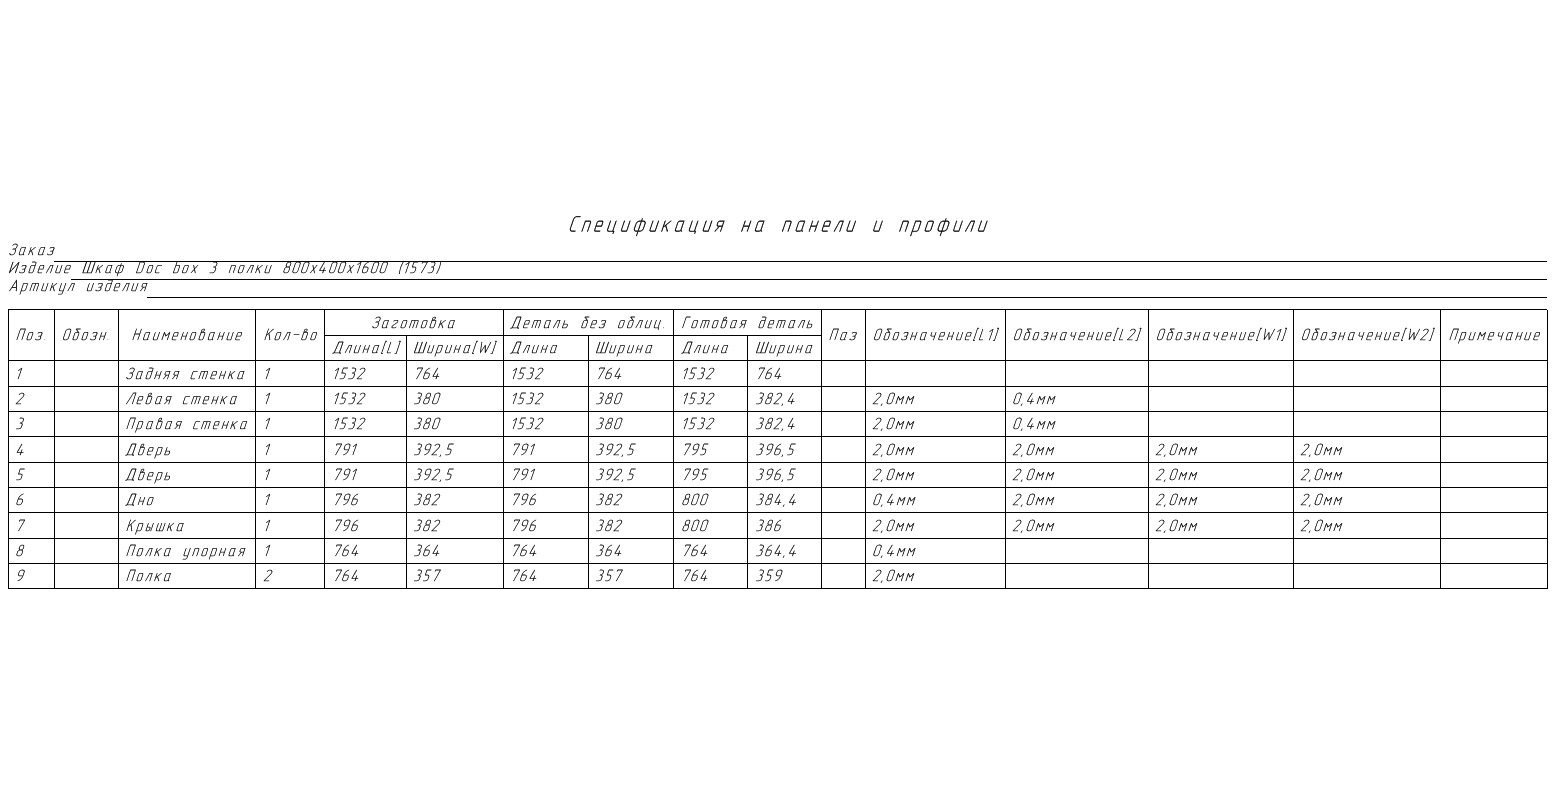 Спецификация на панели и профили
Заказ
Изделие Шкаф Doc box 3 полки 800х400х1600 (1573)
Артикул изделия
Поз. Обозн. Наименование Кол-во Заготовка Деталь без облиц. Готовая деталь Паз Обозначение[L1] Обозначение[L2] Обозначение[W1] Обозначение[W2] Примечание
Длина[L] Ширина[W] Длина Ширина Длина Ширина
1 Задняя стенка 1 1532 764 1532 764 1532 764
2 Левая стенка 1 1532 380 1532 380 1532 382,4 2,0мм 0,4мм
3 Правая стенка 1 1532 380 1532 380 1532 382,4 2,0мм 0,4мм
4 Дверь 1 791 392,5 791 392,5 795 396,5 2,0мм 2,0мм 2,0мм 2,0мм
5 Дверь 1 791 392,5 791 392,5 795 396,5 2,0мм 2,0мм 2,0мм 2,0мм
6 Дно 1 796 382 796 382 800 384,4 0,4мм 2,0мм 2,0мм 2,0мм
7 Крышка 1 796 382 796 382 800 386 2,0мм 2,0мм 2,0мм 2,0мм
8 Полка упорная 1 764 364 764 364 764 364,4 0,4мм
9 Полка 2 764 357 764 357 764 359 2,0мм